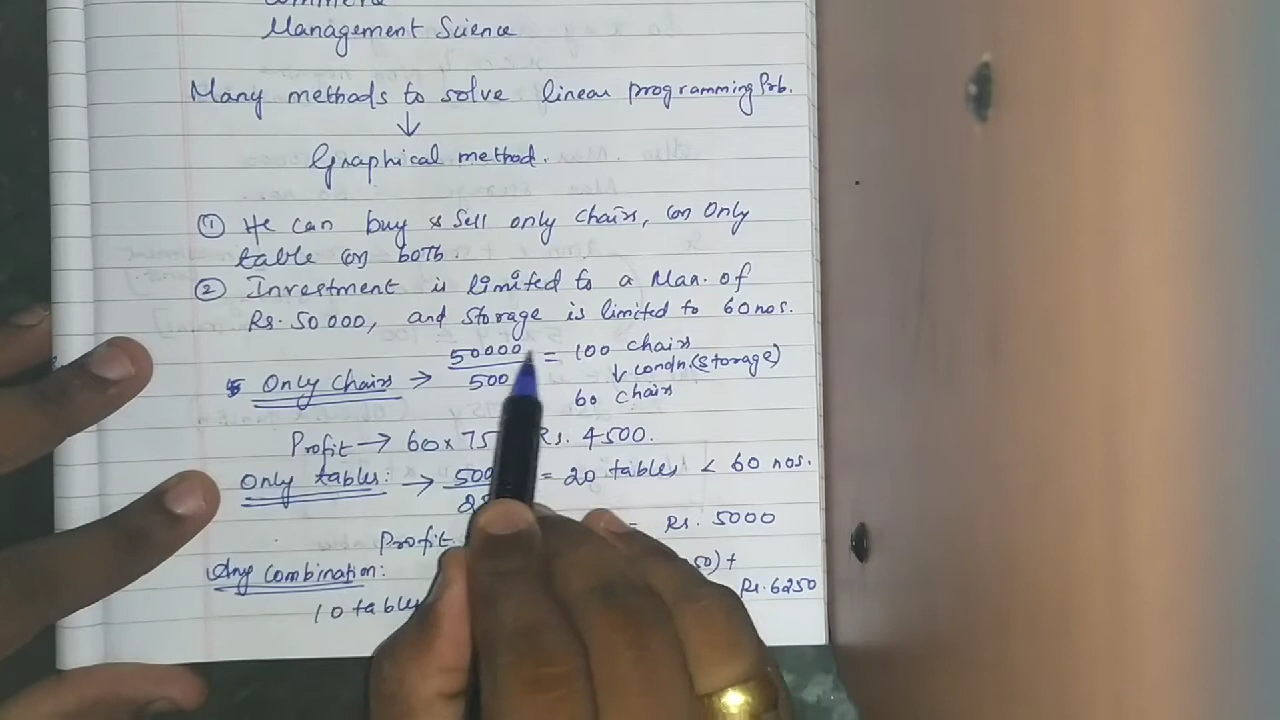 Management Science
Many methods to solve linear programming Prb.
↓
Graphical method.
① He can buy & sell only chairs, or only
table or both.
② Investment is limited to a Max. of
Rs. 50000, and storage is limited to 60 nos.
Only chairs → 50000 / 500 = 100 chairs
↓ condn. (storage)
60 chairs
Profit → 60 x 75 Rs. 4500.
Only tables: → = 20 tables < 60 nos.
Profit = Rs. 5000
Any combination: 50) +
10 tables Rs. 6250